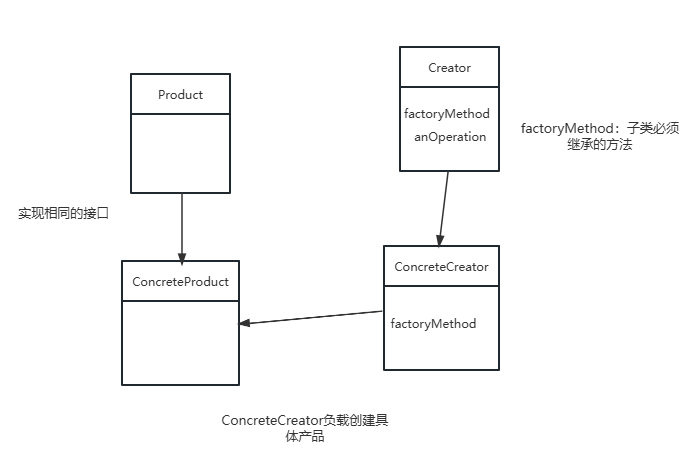 Creator
Product
factoryMethod
anOperation
factoryMethod：子类必须
继承的方法
实现相同的接口
ConcreteProduct
ConcreteCreator
factoryMethod
ConcreteCreator负载创建具
体产品